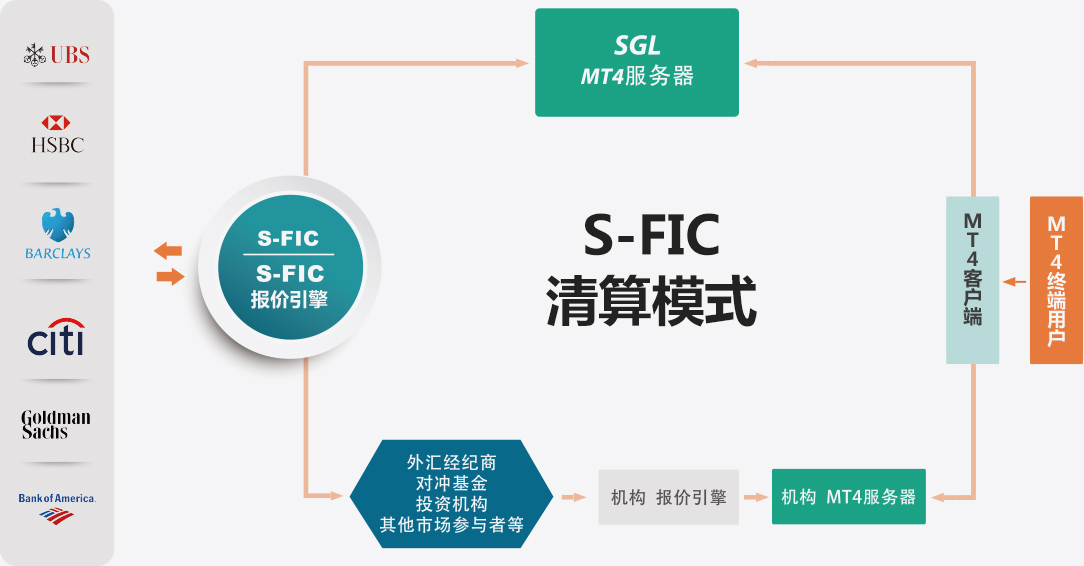 UBS
HSBC
BARCLAYS
citi
Goldman
Sachs
Bank of America.
S-FIC
S-FIC
报价引擎
SGL
MT4服务器
S-FIC
清算模式
MT4客户端
MT4终端用户
外汇经纪商
对冲基金
投资机构
其他市场参与者等
机构 报价引擎
机构 MT4服务器